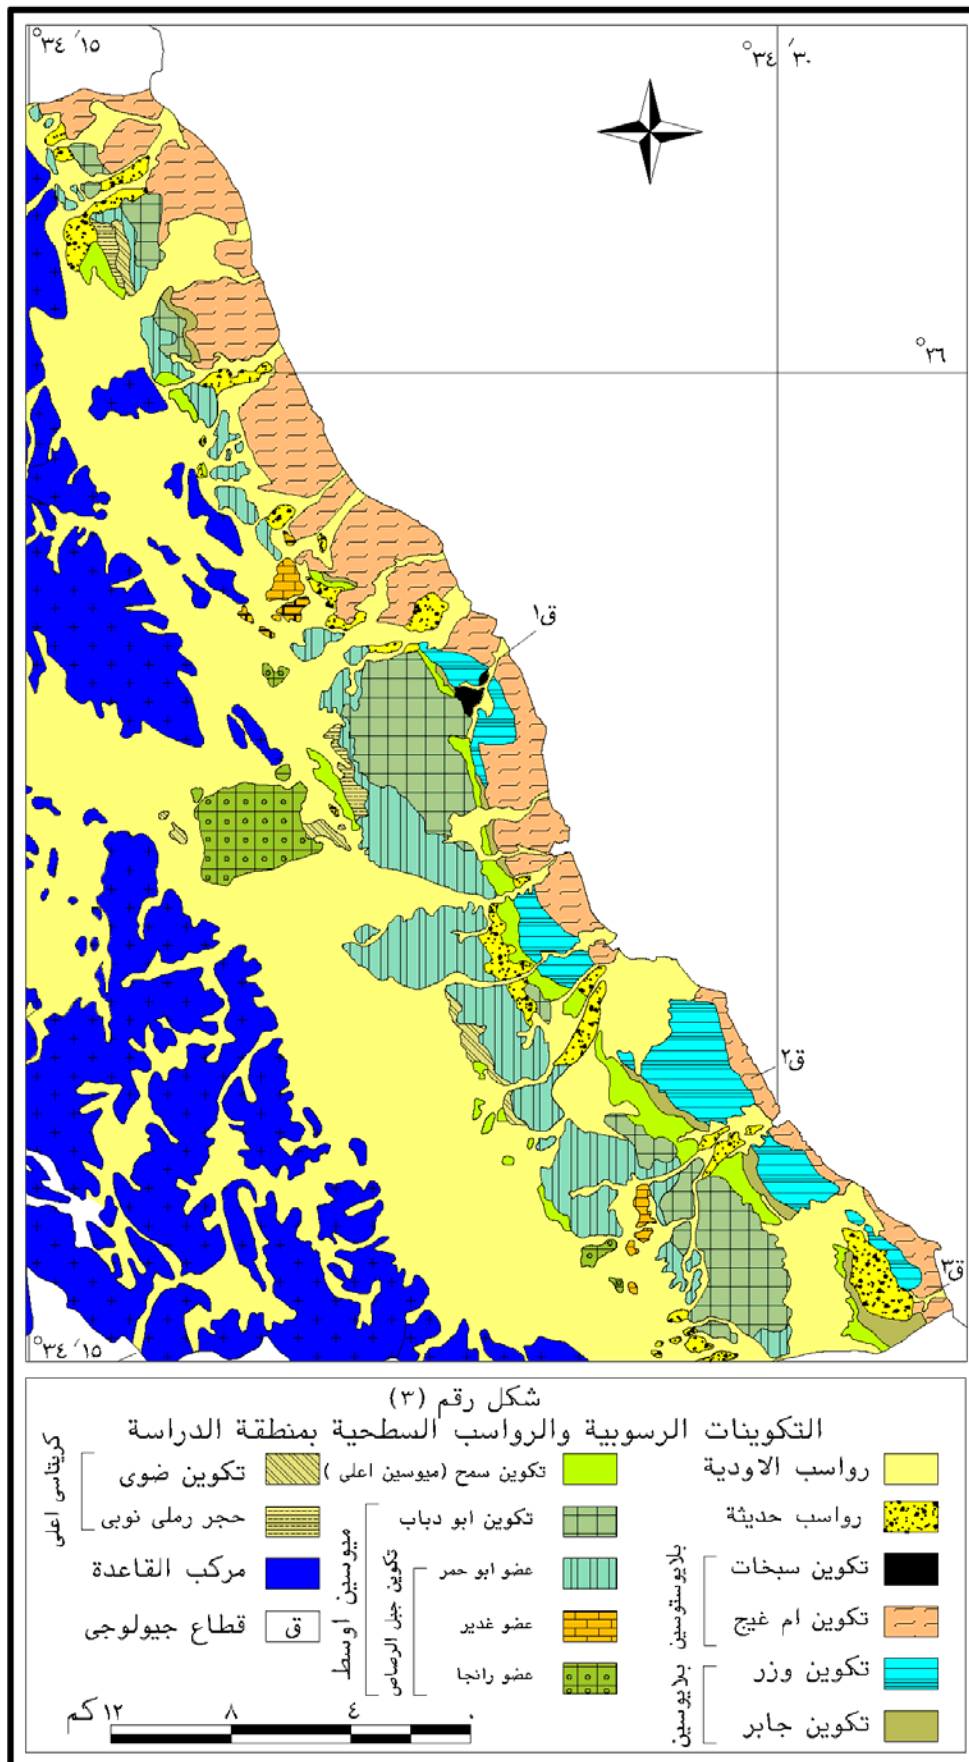 ٣٤° ١٥′
٣٤° ٣٠′
٢٦°
ق١
ق٢
ق٣
٣٤° ١٥′
شكل رقم (٣)
التكوينات الرسوبية والرواسب السطحية بمنطقة الدراسة
رواسب الاودية
رواسب حديثة
بلايوستوسين
تكوين سبخات
تكوين ام غيج
بلايوسين
تكوين وزر
تكوين جابر
تكوين سمح (ميوسين اعلى)
ميوسين اوسط
تكوين ابو دباب
تكوين جبل الرصاص
عضو ابو حمر
عضو غدير
عضو رانجا
كريتاسى اعلى
تكوين ضوى
حجر رملى نوبى
مركب القاعدة
ق قطاع جيولوجى
١٢ كم ٨ ٤ ٠